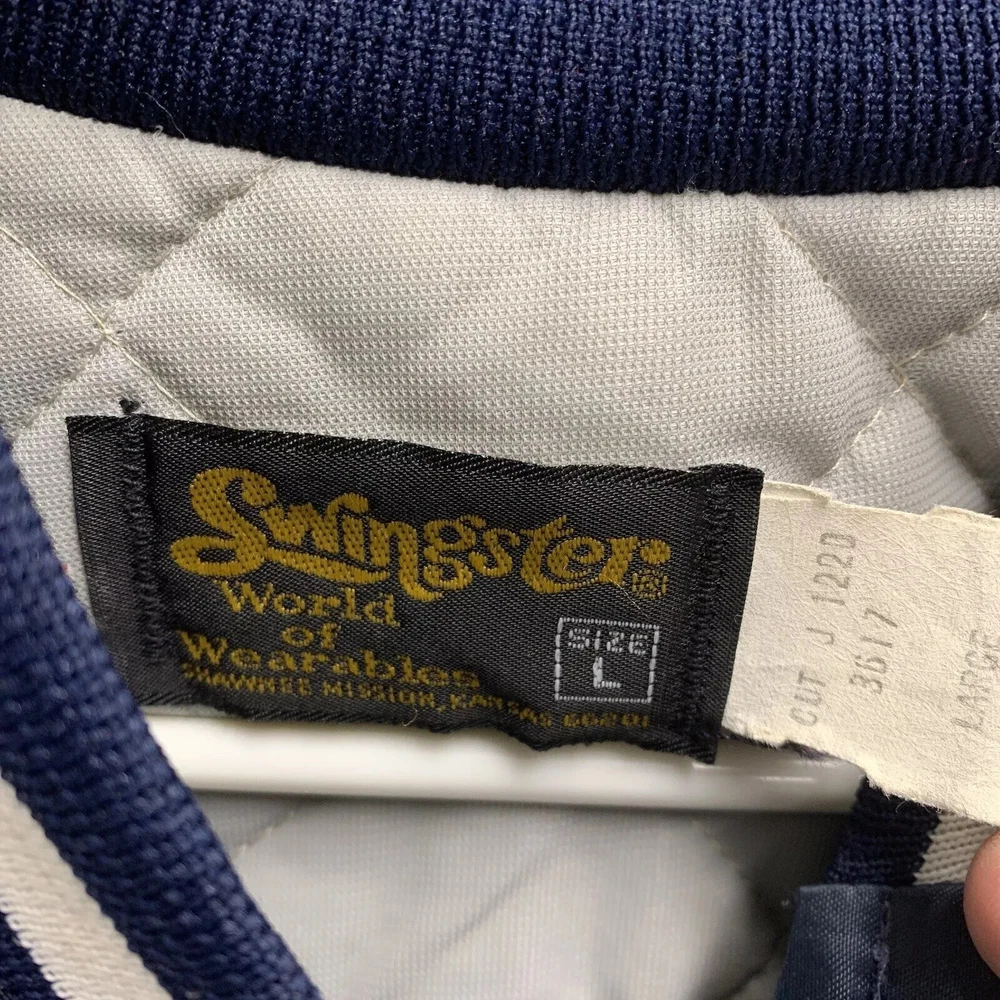 Swingster®
World
of
Wearables
SHAWNEE MISSION, KANSAS 66201
SIZE
L
CUT J 1220
3617
LARGE